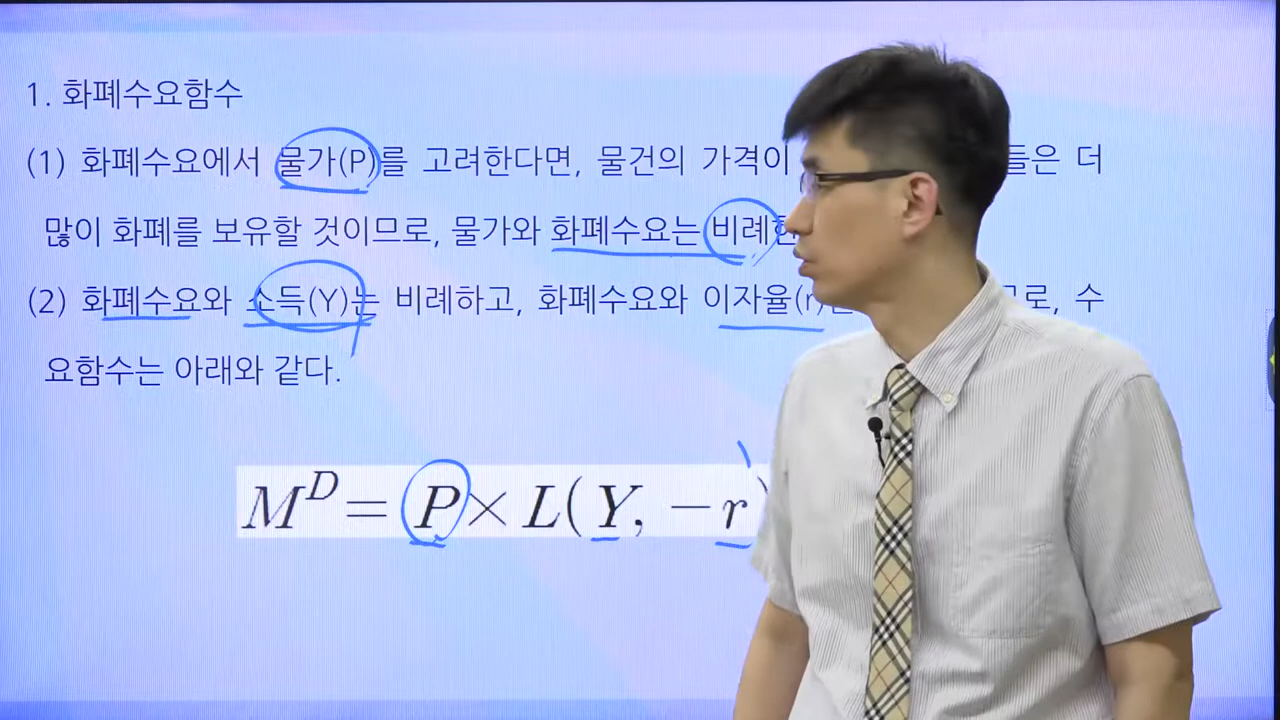 1. 화폐수요함수
(1) 화폐수요에서 물가(P)를 고려한다면, 물건의 가격이 들은 더
많이 화폐를 보유할 것이므로, 물가와 화폐수요는 비례
(2) 화폐수요와 소득(Y)는 비례하고, 화폐수요와 이자율(r) 로, 수
요함수는 아래와 같다.
M^D = P × L(Y, −r